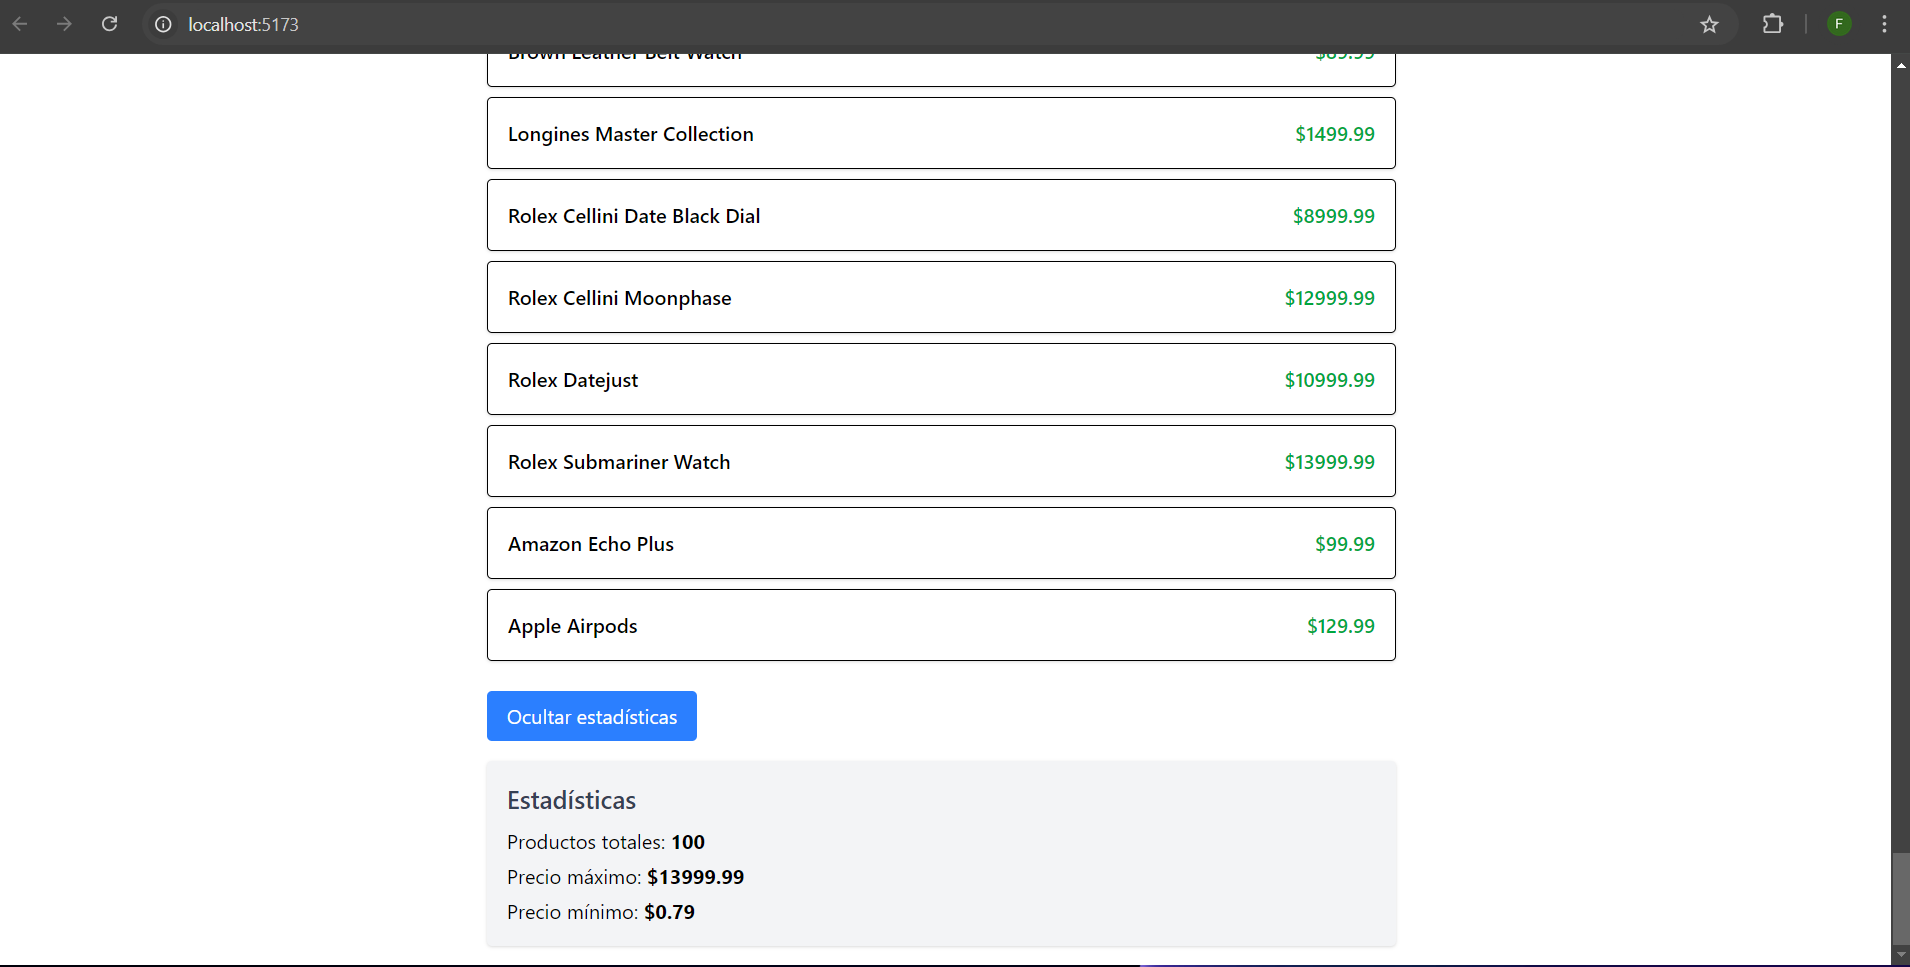 localhost:5173
F
Brown Leather Belt Watch $89.99
Longines Master Collection $1499.99
Rolex Cellini Date Black Dial $8999.99
Rolex Cellini Moonphase $12999.99
Rolex Datejust $10999.99
Rolex Submariner Watch $13999.99
Amazon Echo Plus $99.99
Apple Airpods $129.99
Ocultar estadísticas
Estadísticas
Productos totales: 100
Precio máximo: $13999.99
Precio mínimo: $0.79